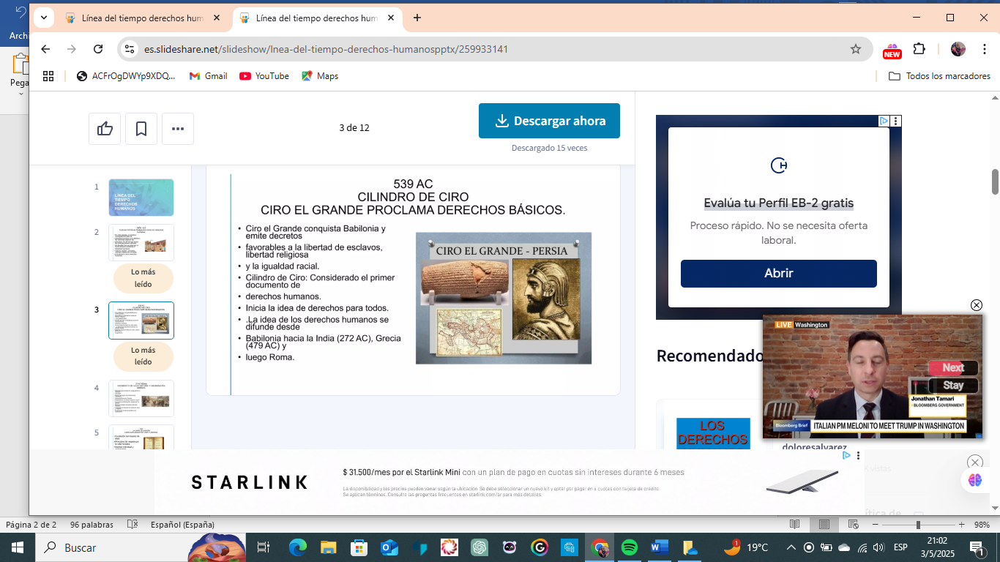 Archi
Pega
Línea del tiempo derechos hum
Línea del tiempo derechos hum
es.slideshare.net/slideshow/lnea-del-tiempo-derechos-humanospptx/259933141
NEW
ACFrOgDWYp9XDQ...
Gmail
YouTube
Maps
Todos los marcadores
3 de 12
Descargar ahora
Descargado 15 veces
1
LÍNEA DEL
TIEMPO
DERECHOS
HUMANOS
2
Lo más
leído
3
Lo más
leído
4
5
539 AC
CILINDRO DE CIRO
CIRO EL GRANDE PROCLAMA DERECHOS BÁSICOS.
• Ciro el Grande conquista Babilonia y
emite decretos
• favorables a la libertad de esclavos,
libertad religiosa
• y la igualdad racial.
• Cilindro de Ciro: Considerado el primer
documento de
• derechos humanos.
• Inicia la idea de derechos para todos.
• .La idea de los derechos humanos se
difunde desde
• Babilonia hacia la India (272 AC), Grecia
(479 AC) y
• luego Roma.
CIRO EL GRANDE - PERSIA
Evalúa tu Perfil EB-2 gratis
Proceso rápido. No se necesita oferta
laboral.
Abrir
Recomendado
LOS
DERECHOS
doloresalvarez
LIVE Washington
Next
Stay
Jonathan Tamari
BLOOMBERG GOVERNMENT
Bloomberg Brief
ITALIAN PM MELONI TO MEET TRUMP IN WASHINGTON
STARLINK
$ 31.500/mes por el Starlink Mini con un plan de pago en cuotas sin intereses durante 6 meses
La disponibilidad y los precios pueden variar según la ubicación. Se debe seleccionar un nuevo kit y optar por pagar en 6 cuotas con tarjeta de crédito.
Se aplican términos. Consulte las preguntas frecuentes en starlink.com/ar para más detalles.
vistas
ítica de
Página 2 de 2
96 palabras
Español (España)
98%
Buscar
19°C
ESP
21:02
3/5/2025
1